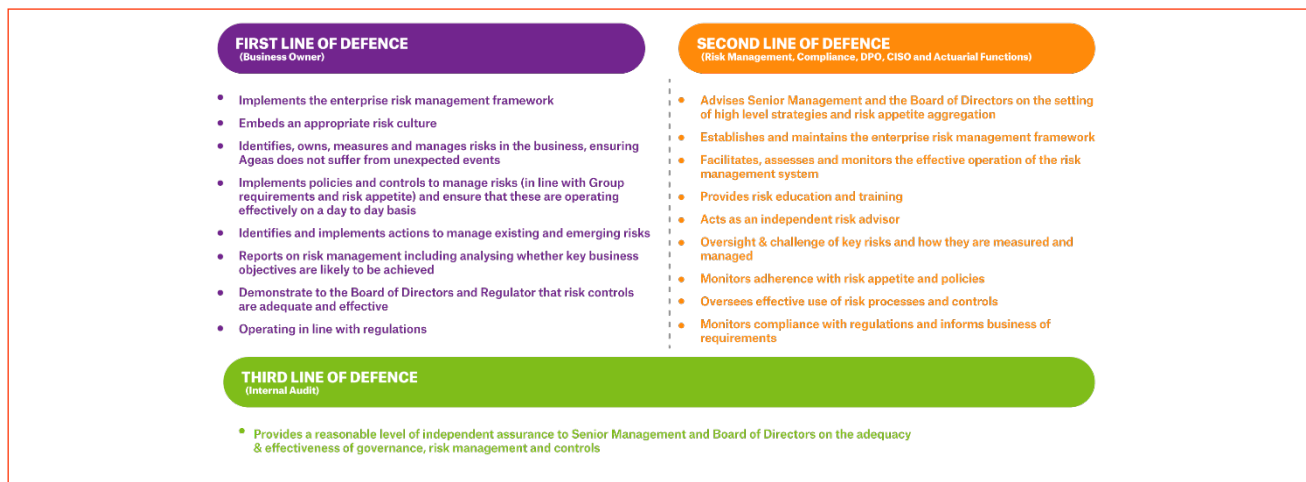 FIRST LINE OF DEFENCE
(Business Owner)
• Implements the enterprise risk management framework
• Embeds an appropriate risk culture
• Identifies, owns, measures and manages risks in the business, ensuring
Ageas does not suffer from unexpected events
• Implements policies and controls to manage risks (in line with Group
requirements and risk appetite) and ensure that these are operating
effectively on a day to day basis
• Identifies and implements actions to manage existing and emerging risks
• Reports on risk management including analysing whether key business
objectives are likely to be achieved
• Demonstrate to the Board of Directors and Regulator that risk controls
are adequate and effective
• Operating in line with regulations
SECOND LINE OF DEFENCE
(Risk Management, Compliance, DPO, CISO and Actuarial Functions)
• Advises Senior Management and the Board of Directors on the setting
of high level strategies and risk appetite aggregation
• Establishes and maintains the enterprise risk management framework
• Facilitates, assesses and monitors the effective operation of the risk
management system
• Provides risk education and training
• Acts as an independent risk advisor
• Oversight & challenge of key risks and how they are measured and
managed
• Monitors adherence with risk appetite and policies
• Oversees effective use of risk processes and controls
• Monitors compliance with regulations and informs business of
requirements
THIRD LINE OF DEFENCE
(Internal Audit)
• Provides a reasonable level of independent assurance to Senior Management and Board of Directors on the adequacy
& effectiveness of governance, risk management and controls